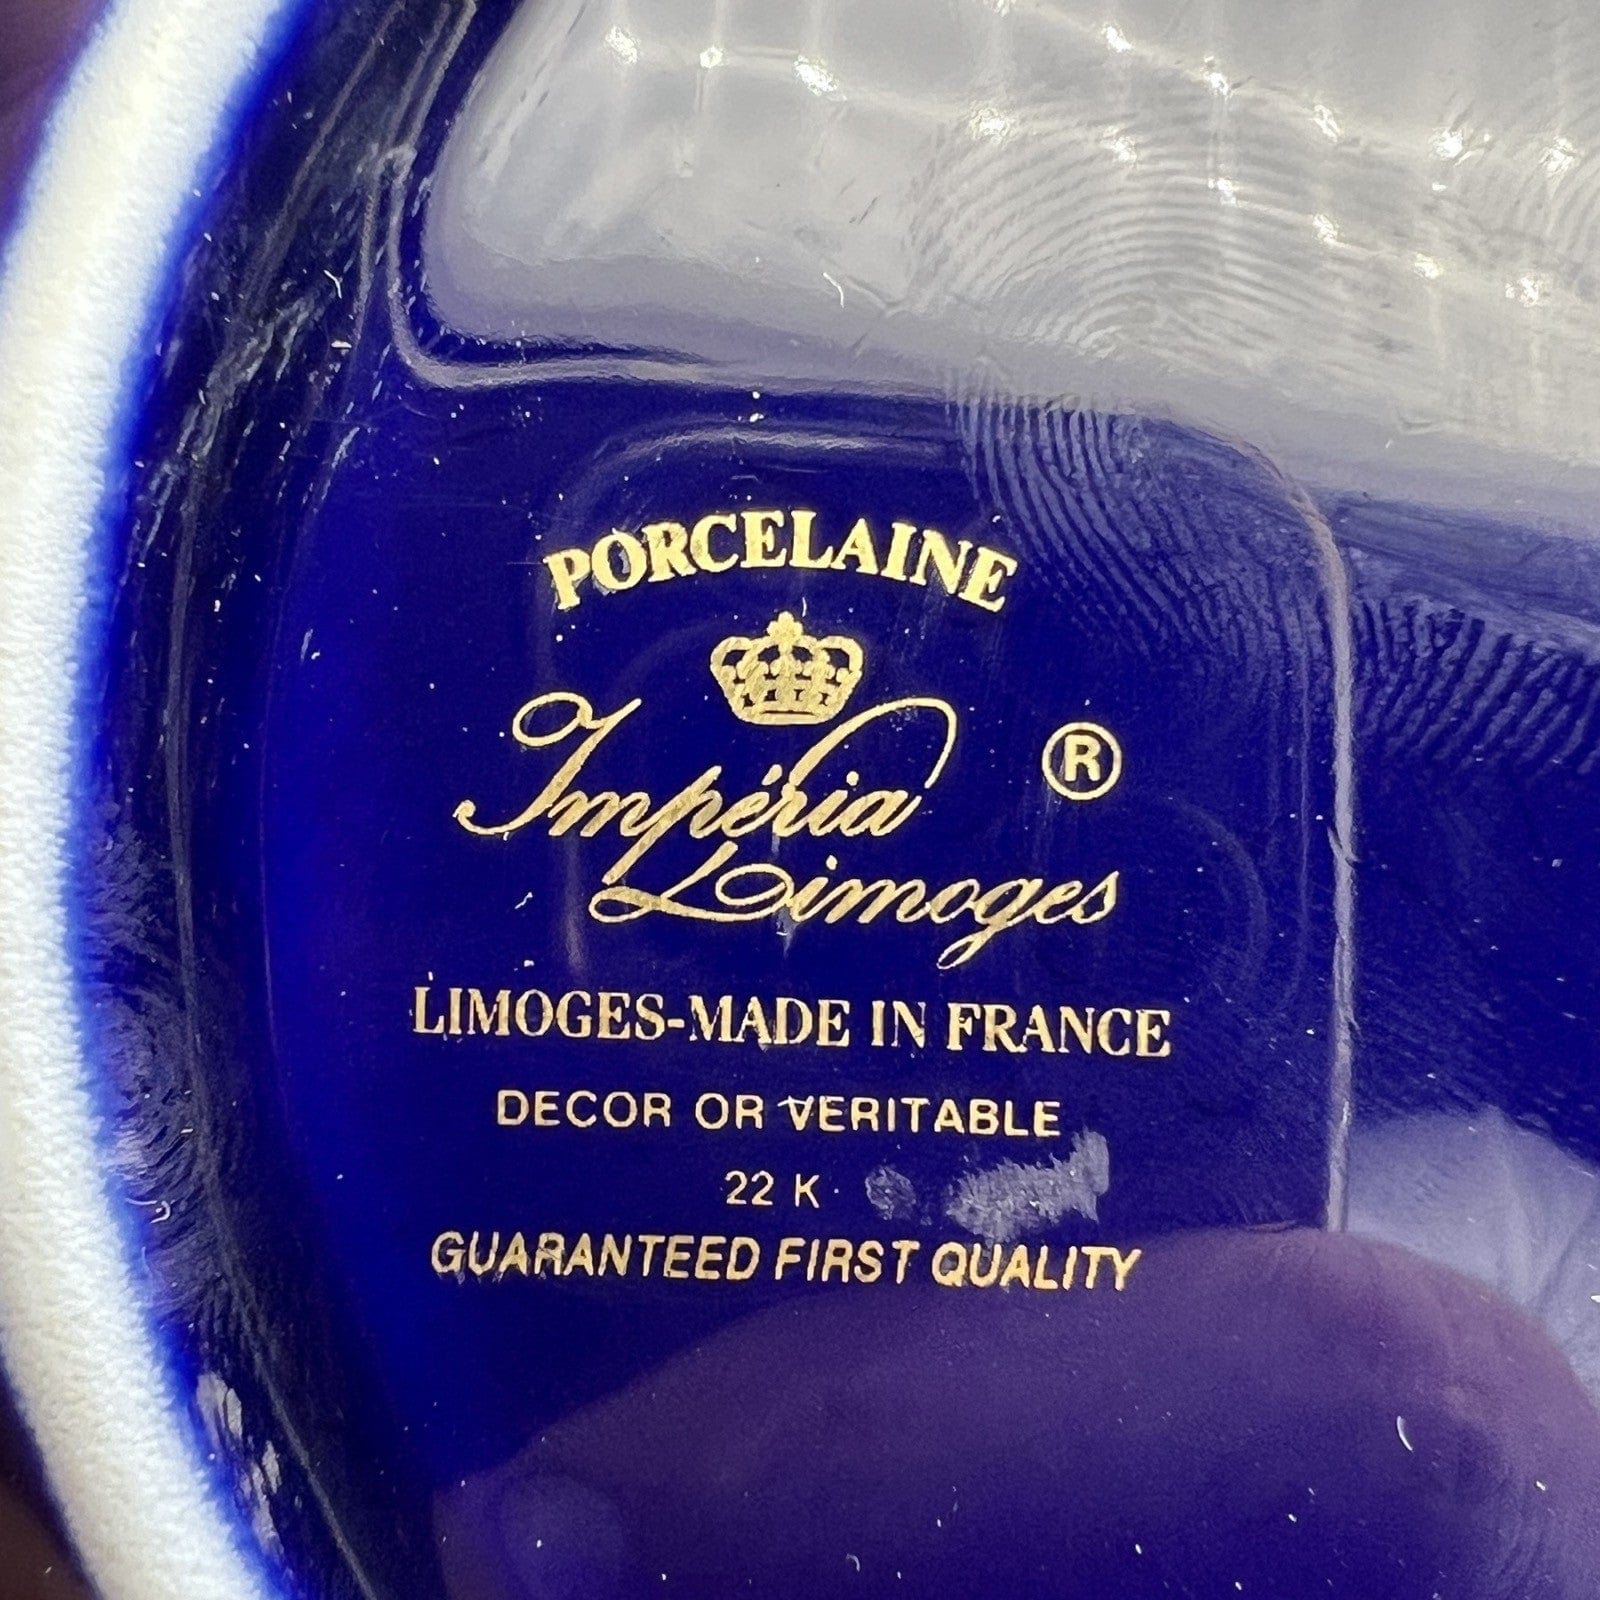 PORCELAINE
Impéria
®
Limoges
LIMOGES-MADE IN FRANCE
DECOR OR VERITABLE
22 K
GUARANTEED FIRST QUALITY